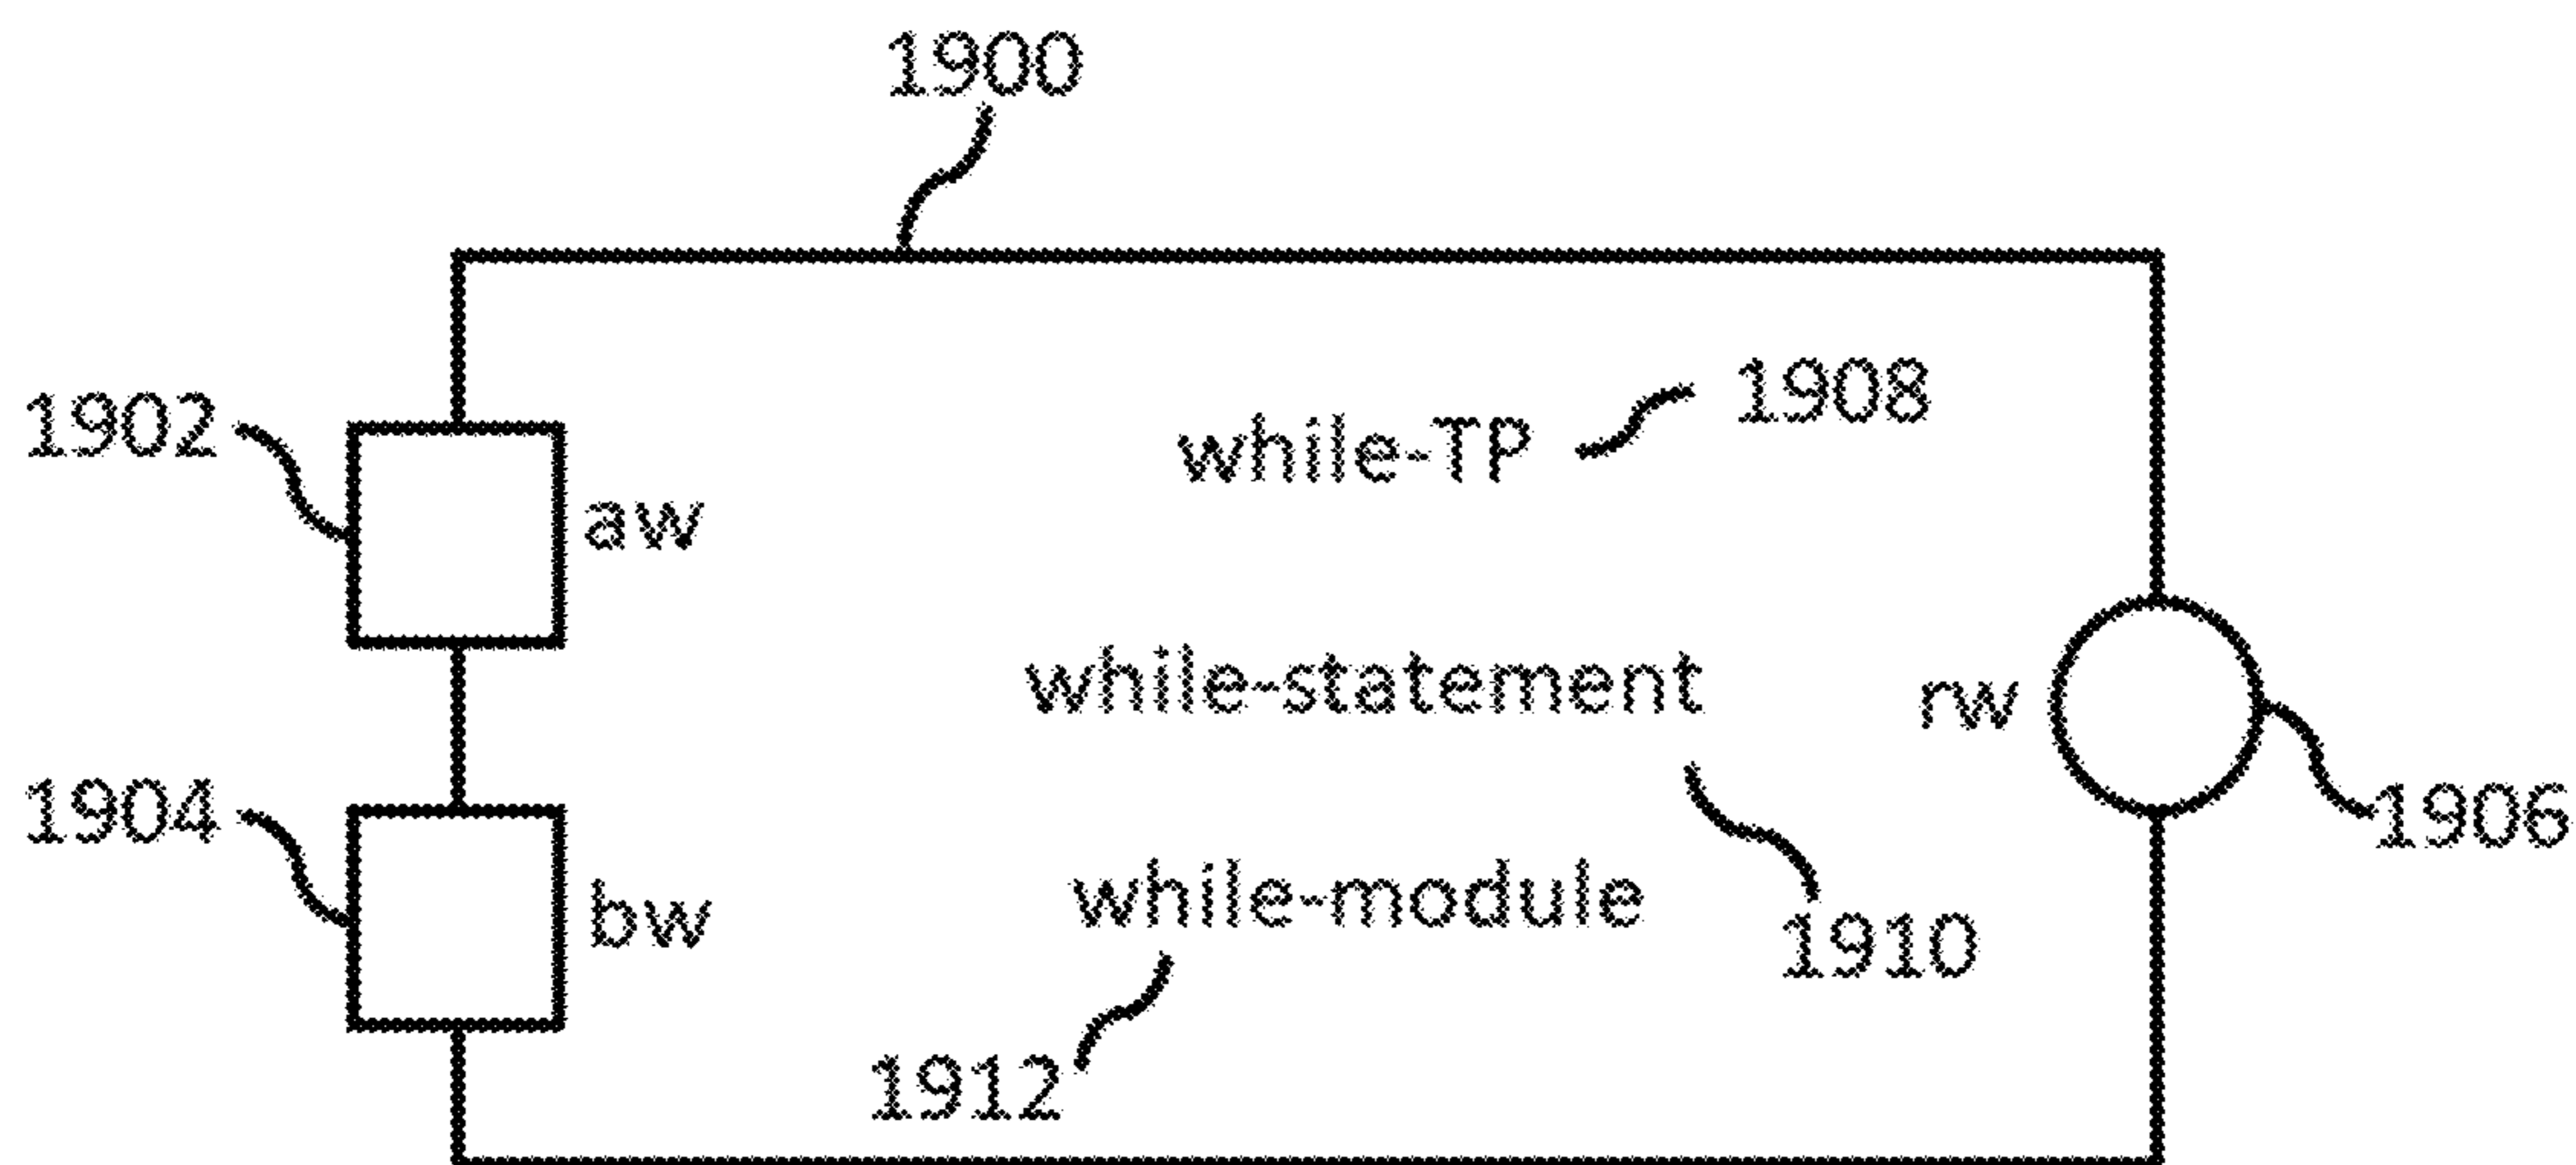 1900
1908
while-TP
1902
aw
while-statement
rw
1904
1906
bw
while-module
1910
1912